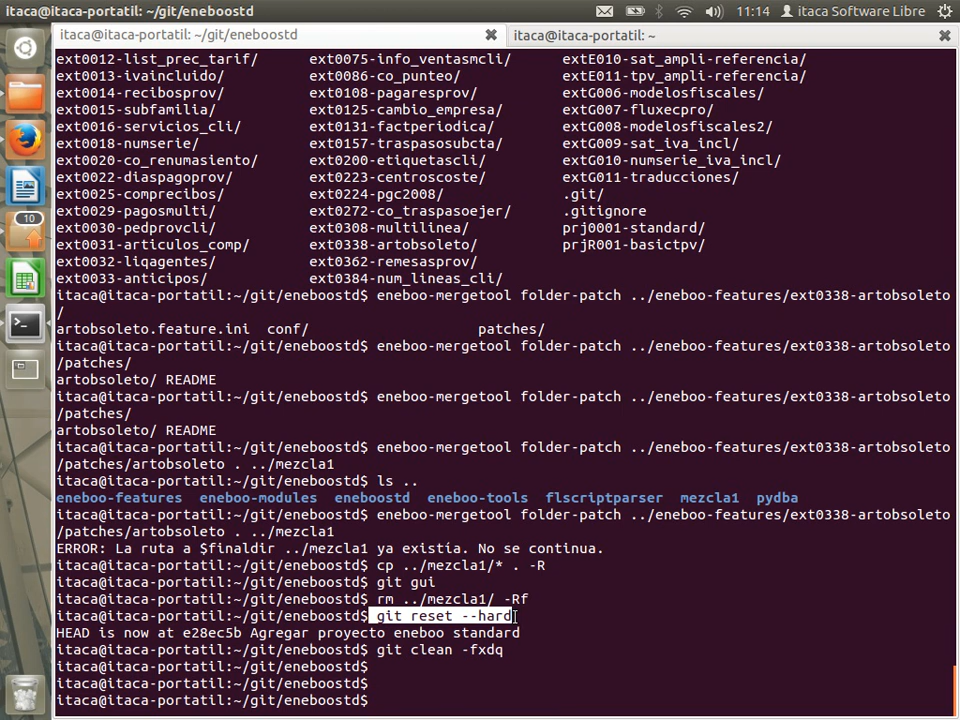 itaca@itaca-portatil: ~/git/eneboostd
11:14
itaca Software Libre
itaca@itaca-portatil: ~/git/eneboostd
itaca@itaca-portatil: ~
ext0012-list_prec_tarif/ ext0075-info_ventasmcli/ extE010-sat_ampli-referencia/
ext0013-ivaincluido/ ext0086-co_punteo/ extE011-tpv_ampli-referencia/
ext0014-recibosprov/ ext0108-pagaresprov/ extG006-modelosfiscales/
ext0015-subfamilia/ ext0125-cambio_empresa/ extG007-fluxecpro/
ext0016-servicios_cli/ ext0131-factperiodica/ extG008-modelosfiscales2/
ext0018-numserie/ ext0157-traspasosubcta/ extG009-sat_iva_incl/
ext0020-co_renumasiento/ ext0200-etiquetascli/ extG010-numserie_iva_incl/
ext0022-diaspagoprov/ ext0223-centroscoste/ extG011-traducciones/
ext0025-comprecibos/ ext0224-pgc2008/ .git/
ext0029-pagosmulti/ ext0272-co_traspasoejer/ .gitignore
ext0030-pedprovcli/ ext0308-multilinea/ prj0001-standard/
ext0031-articulos_comp/ ext0338-artobsoleto/ prjR001-basictpv/
ext0032-liqagentes/ ext0362-remesasprov/
ext0033-anticipos/ ext0384-num_lineas_cli/
itaca@itaca-portatil:~/git/eneboostd$ eneboo-mergetool folder-patch ../eneboo-features/ext0338-artobsoleto
/
artobsoleto.feature.ini conf/ patches/
itaca@itaca-portatil:~/git/eneboostd$ eneboo-mergetool folder-patch ../eneboo-features/ext0338-artobsoleto
/patches/
artobsoleto/ README
itaca@itaca-portatil:~/git/eneboostd$ eneboo-mergetool folder-patch ../eneboo-features/ext0338-artobsoleto
/patches/
artobsoleto/ README
itaca@itaca-portatil:~/git/eneboostd$ eneboo-mergetool folder-patch ../eneboo-features/ext0338-artobsoleto
/patches/artobsoleto . ../mezcla1
itaca@itaca-portatil:~/git/eneboostd$ ls ..
eneboo-features eneboo-modules eneboostd eneboo-tools flscriptparser mezcla1 pydba
itaca@itaca-portatil:~/git/eneboostd$ eneboo-mergetool folder-patch ../eneboo-features/ext0338-artobsoleto
/patches/artobsoleto . ../mezcla1
ERROR: La ruta a $finaldir ../mezcla1 ya existía. No se continua.
itaca@itaca-portatil:~/git/eneboostd$ cp ../mezcla1/* . -R
itaca@itaca-portatil:~/git/eneboostd$ git gui
itaca@itaca-portatil:~/git/eneboostd$ rm ../mezcla1/ -Rf
itaca@itaca-portatil:~/git/eneboostd$ git reset --hard
HEAD is now at e28ec5b Agregar proyecto eneboo standard
itaca@itaca-portatil:~/git/eneboostd$ git clean -fxdq
itaca@itaca-portatil:~/git/eneboostd$
itaca@itaca-portatil:~/git/eneboostd$
itaca@itaca-portatil:~/git/eneboostd$
10